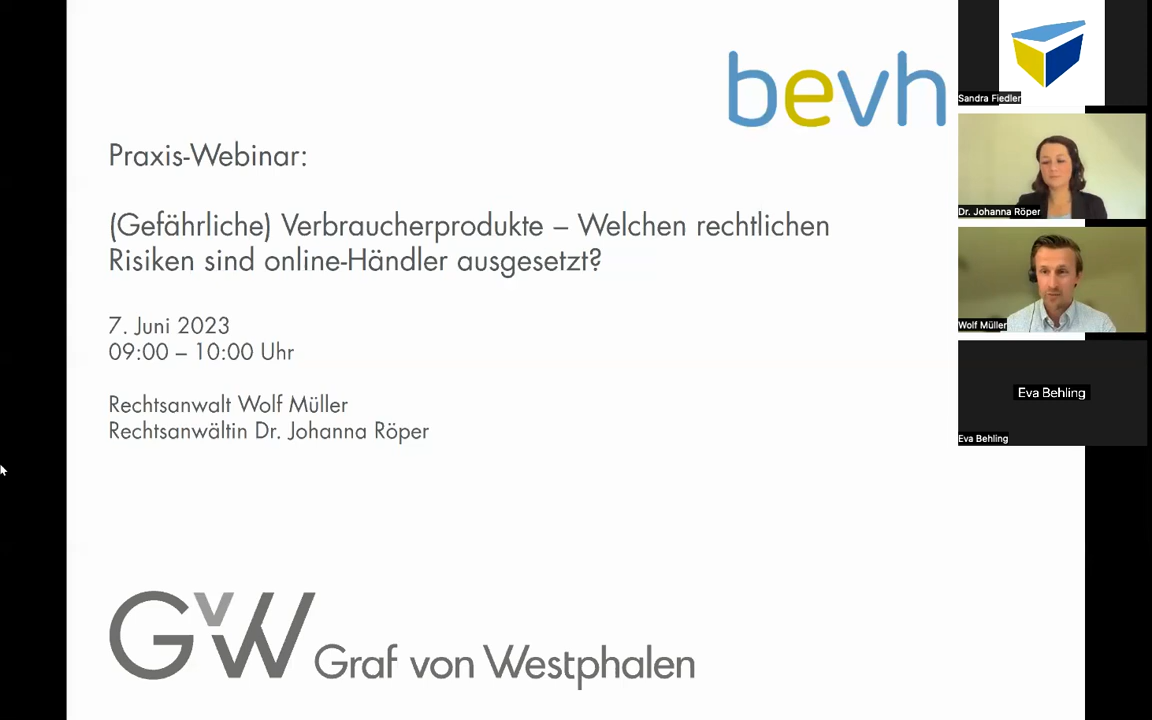 bevh
Praxis-Webinar:
(Gefährliche) Verbraucherprodukte – Welchen rechtlichen
Risiken sind online-Händler ausgesetzt?
7. Juni 2023
09:00 – 10:00 Uhr
Rechtsanwalt Wolf Müller
Rechtsanwältin Dr. Johanna Röper
GvW Graf von Westphalen
Sandra Fiedler
Dr. Johanna Röper
Wolf Müller
Eva Behling
Eva Behling